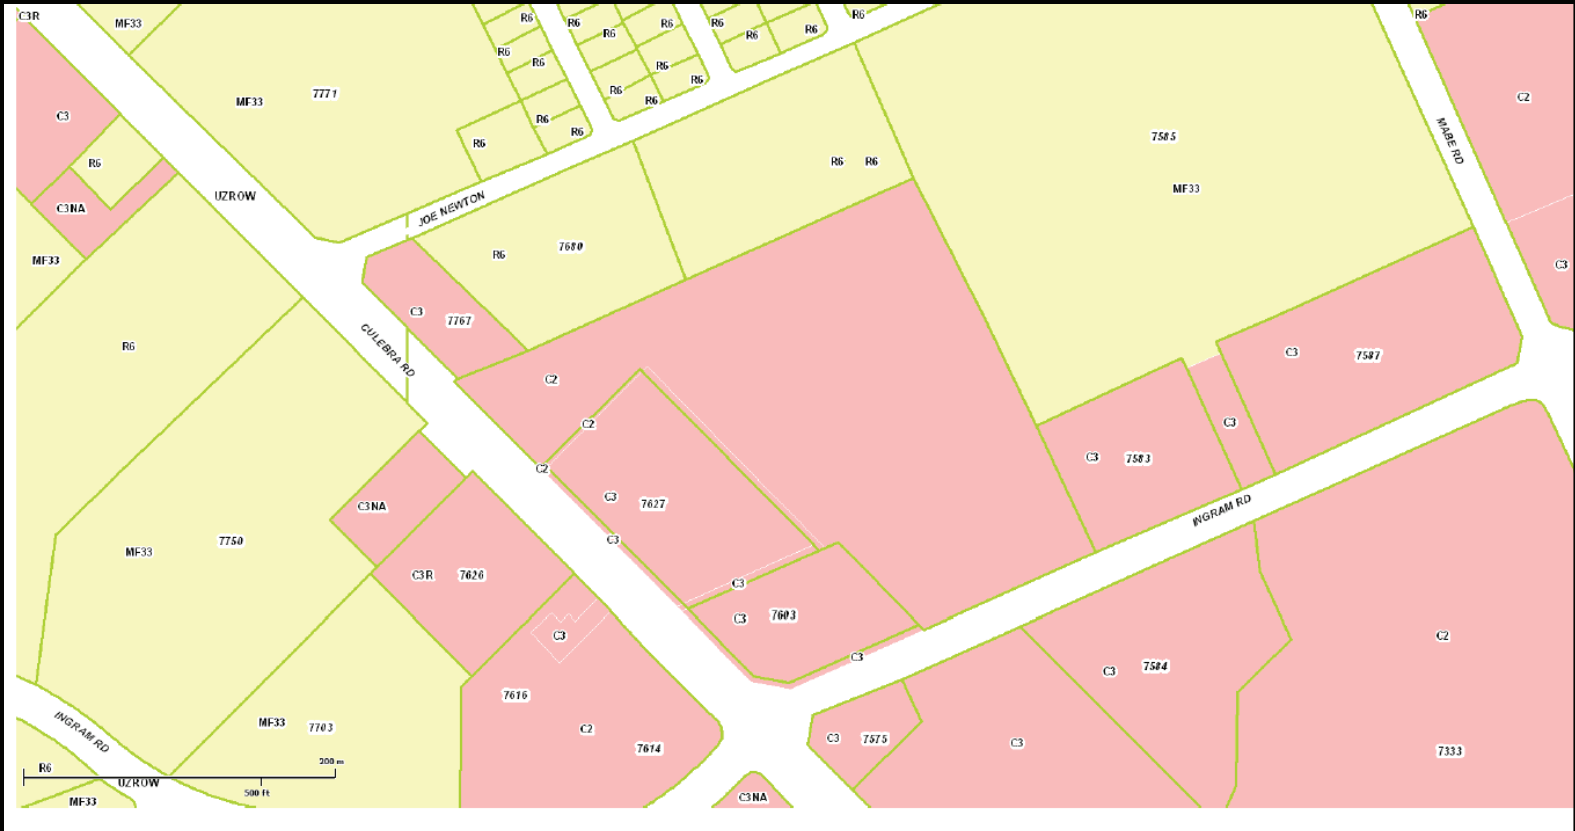 C3R
MF33
R6
R6
R6
R6
R6
R6
R6
R6
R6
R6
R6
R6
R6
R6
MF33
7771
C3
R6
R6
R6
C2
7585
MABE RD
R6
R6
R6
R6
MF33
UZROW
C3NA
JOE NEWTON
R6
7680
MF33
C3
C3
7767
CULEBRA RD
R6
C3
7587
C2
C2
C3
C3
7583
C2
C3
7627
C3NA
INGRAM RD
MF33
7750
C3
C3R
7626
C3
C3
7603
C3
C2
C3
C3
7584
7616
INGRAM RD
MF33
7703
C2
7614
C3
7575
C3
7333
200 m
R6
UZROW
500 ft
MF33
C3NA